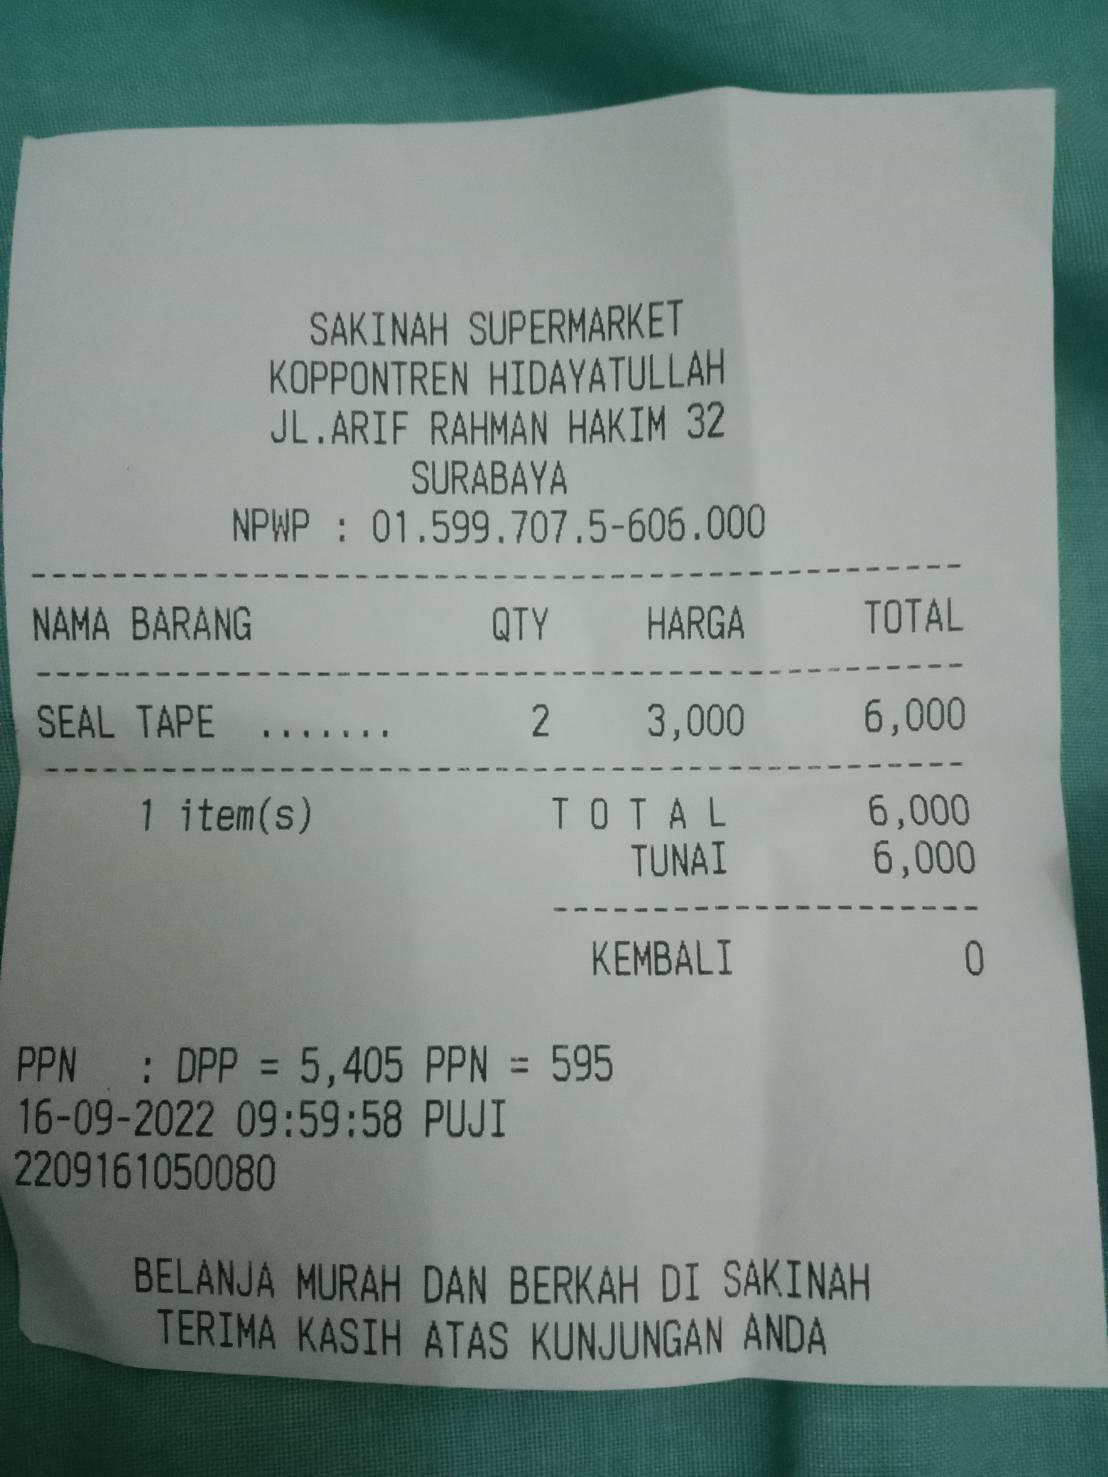 SAKINAH SUPERMARKET
KOPPONTREN HIDAYATULLAH
JL.ARIF RAHMAN HAKIM 32
SURABAYA
NPWP : 01.599.707.5-606.000
NAMA BARANG QTY HARGA TOTAL
SEAL TAPE ....... 2 3,000 6,000
1 item(s) T O T A L 6,000
TUNAI 6,000
KEMBALI 0
PPN : DPP = 5,405 PPN = 595
16-09-2022 09:59:58 PUJI
2209161050080
BELANJA MURAH DAN BERKAH DI SAKINAH
TERIMA KASIH ATAS KUNJUNGAN ANDA